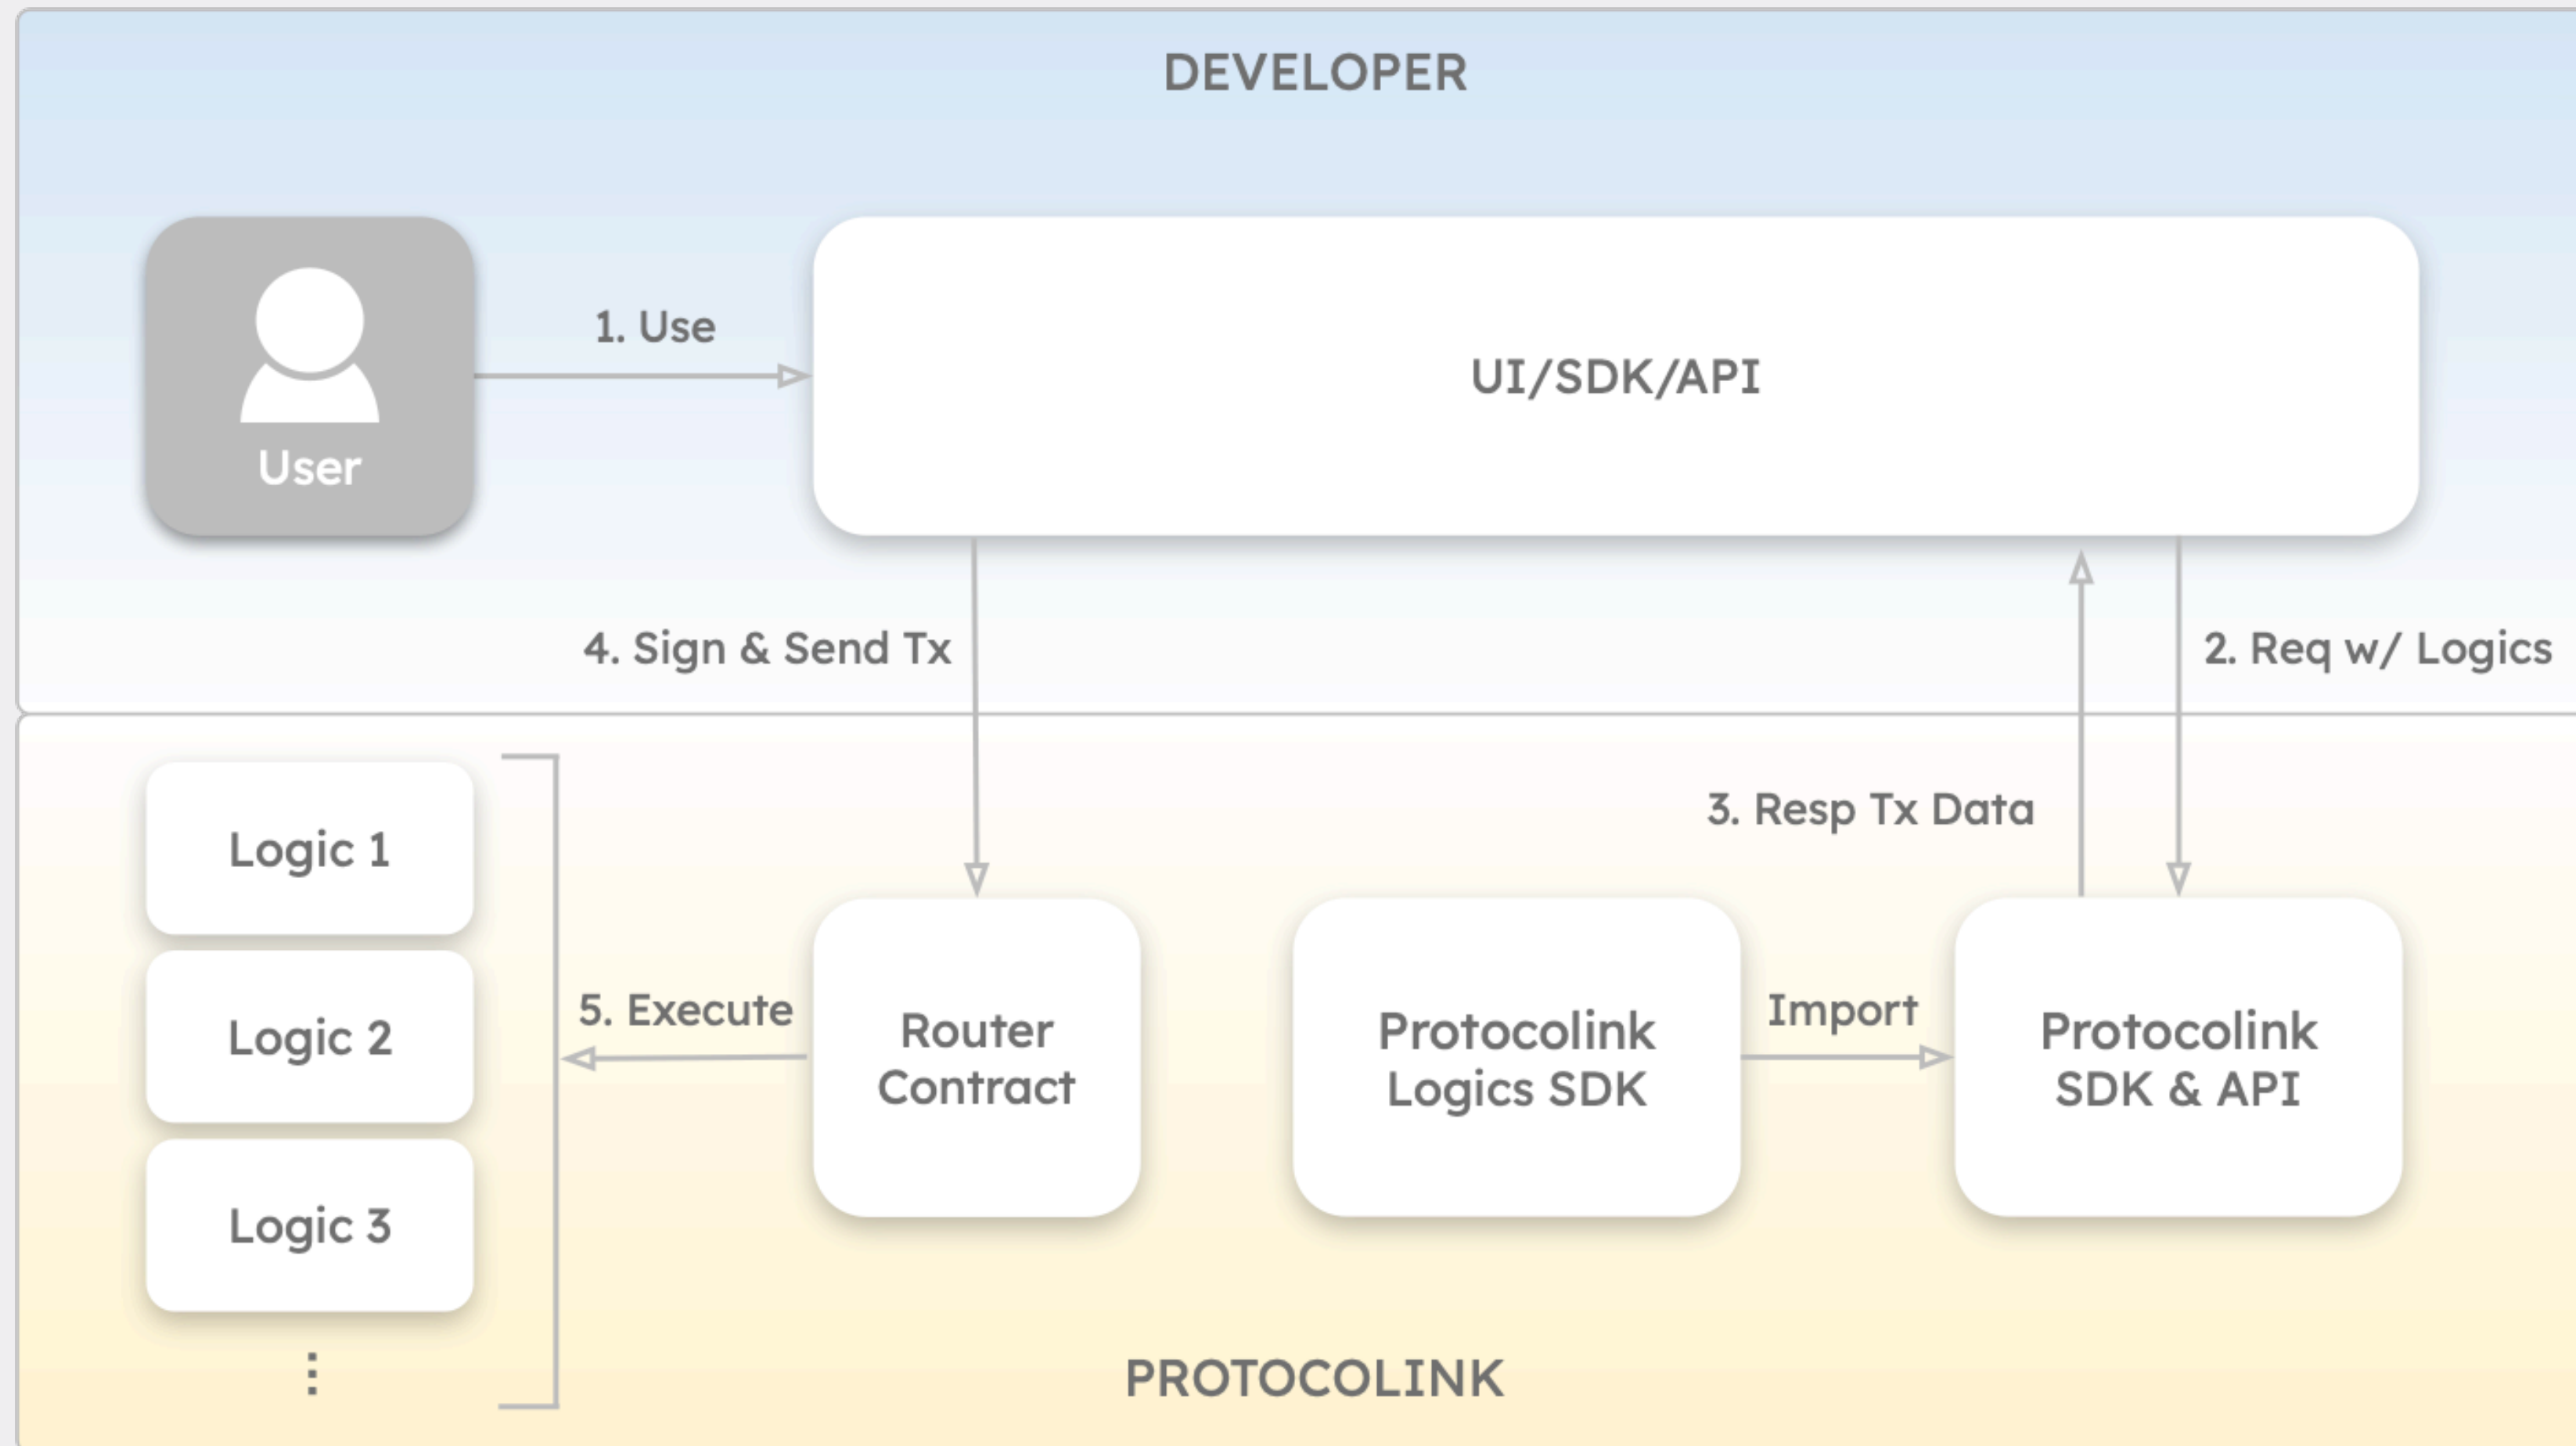 DEVELOPER
User
1. Use
UI/SDK/API
4. Sign & Send Tx
2. Req w/ Logics
3. Resp Tx Data
Logic 1
Logic 2
Logic 3
5. Execute
Router
Contract
Protocolink
Logics SDK
Import
Protocolink
SDK & API
PROTOCOLINK